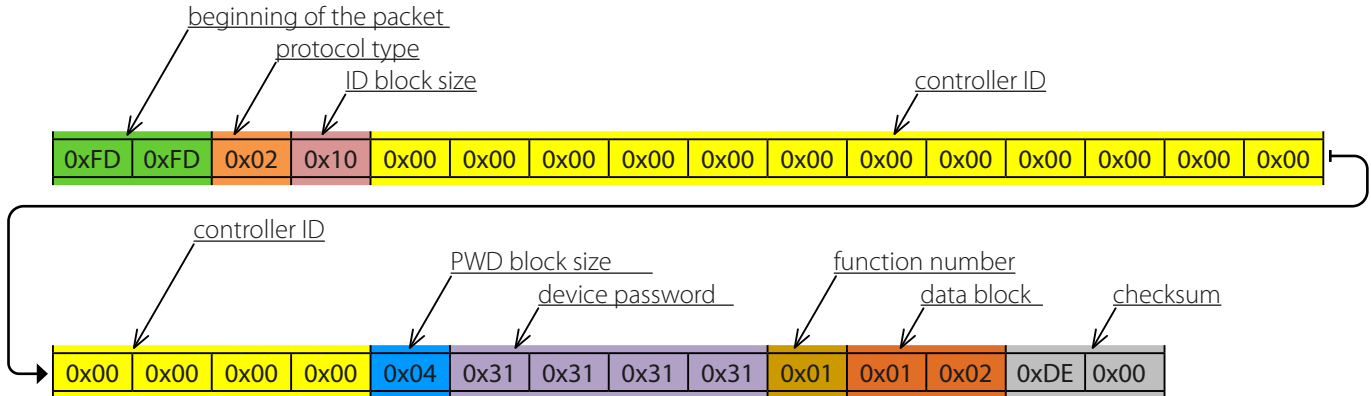 beginning of the packet
protocol type
ID block size
controller ID
0xFD 0xFD 0x02 0x10 0x00 0x00 0x00 0x00 0x00 0x00 0x00 0x00 0x00 0x00 0x00 0x00
controller ID
PWD block size
function number
device password
data block
checksum
0x00 0x00 0x00 0x00 0x04 0x31 0x31 0x31 0x31 0x01 0x01 0x02 0xDE 0x00